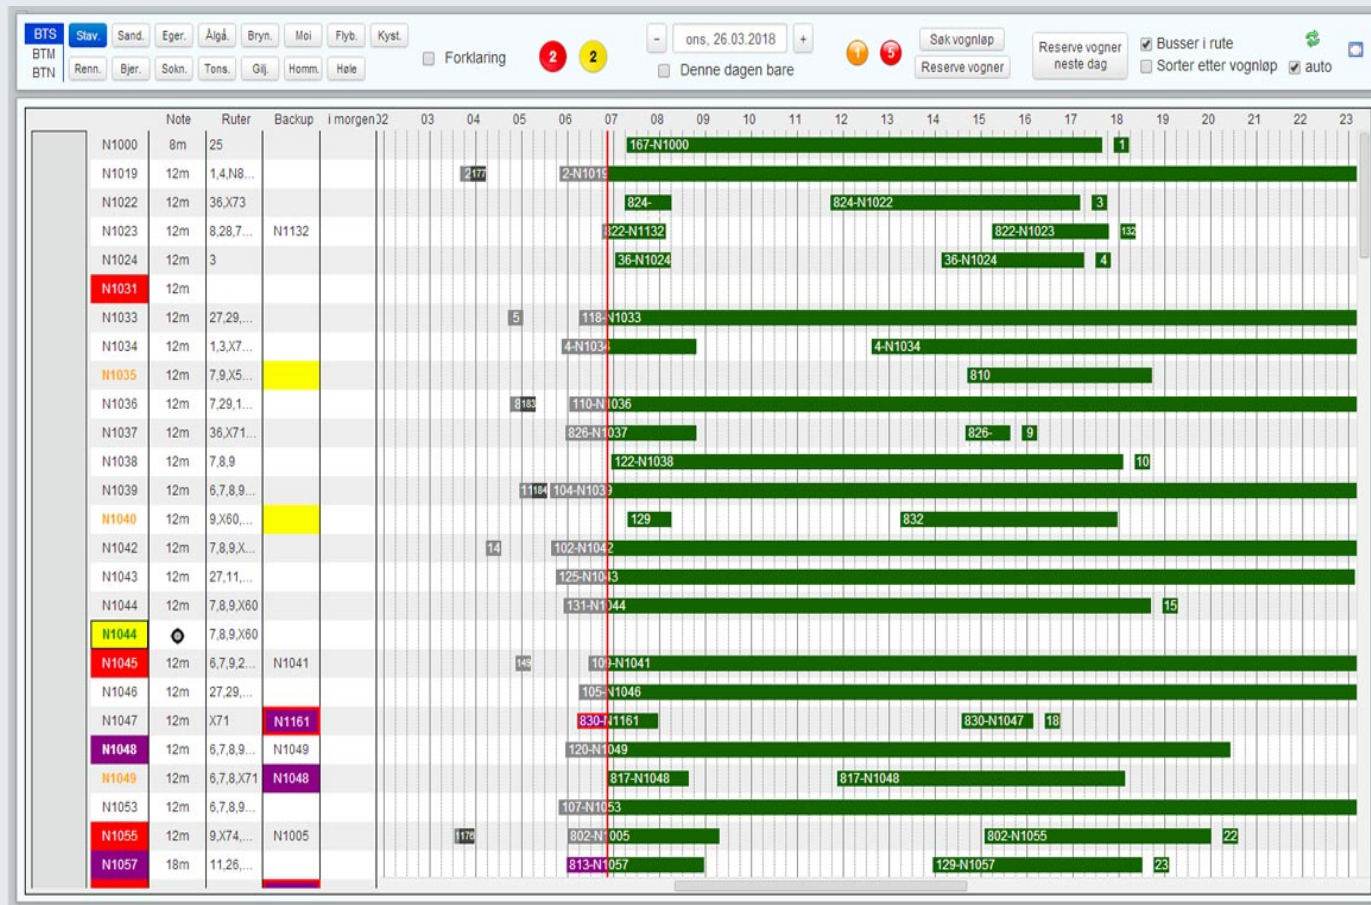 BTS Stav. Sand. Eger. Ålgå. Bryn. Moi Flyb. Kyst.
BTM
BTN Renn. Bjer. Sokn. Tons. Gilj. Homm. Høle
Forklaring 2 2
- ons, 26.03.2018 +
Denne dagen bare
1 5
Søk vognløp
Reserve vogner
Reserve vogner neste dag
Busser i rute
Sorter etter vognløp auto
Note Ruter Backup i morgen 02 03 04 05 06 07 08 09 10 11 12 13 14 15 16 17 18 19 20 21 22 23
N1000 8m 25 167-N1000 1
N1019 12m 1,4,N8... 2 177 2-N1019
N1022 12m 36,X73 824- 824-N1022 3
N1023 12m 8,28,7... N1132 822-N1132 822-N1023 132
N1024 12m 3 36-N1024 36-N1024 4
N1031 12m
N1033 12m 27,29,... 5 118-N1033
N1034 12m 1,3,X7... 4-N1034 4-N1034
N1035 12m 7,9,X5... 810
N1036 12m 7,29,1... 8 183 110-N1036
N1037 12m 36,X71... 826-N1037 826- 9
N1038 12m 7,8,9 122-N1038 10
N1039 12m 6,7,8,9... 11 184 104-N1039
N1040 12m 9,X60,... 129 832
N1042 12m 7,8,9,X... 14 102-N1042
N1043 12m 27,11,... 125-N1043
N1044 12m 7,8,9,X60 131-N1044 15
N1044 7,8,9,X60
N1045 12m 6,7,9,2... N1041 149 109-N1041
N1046 12m 27,29,... 105-N1046
N1047 12m X71 N1161 830-N1161 830-N1047 18
N1048 12m 6,7,8,9... N1049 120-N1049
N1049 12m 6,7,8,X71 N1048 817-N1048 817-N1048
N1053 12m 6,7,8,9... 107-N1053
N1055 12m 9,X74,... N1005 802-N1005 802-N1055 22
N1057 18m 11,26,... 813-N1057 129-N1057 23